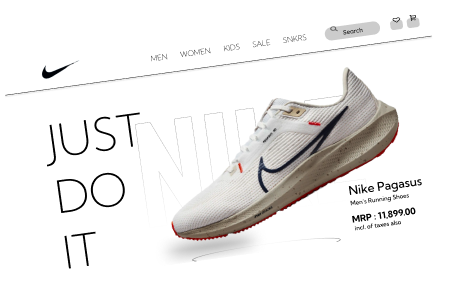 MEN WOMEN KIDS SALE SNKRS Search
JUST
DO
IT
NIKE
Nike Pagasus
Men's Running Shoes
MRP : 11,899.00
incl. of taxes also